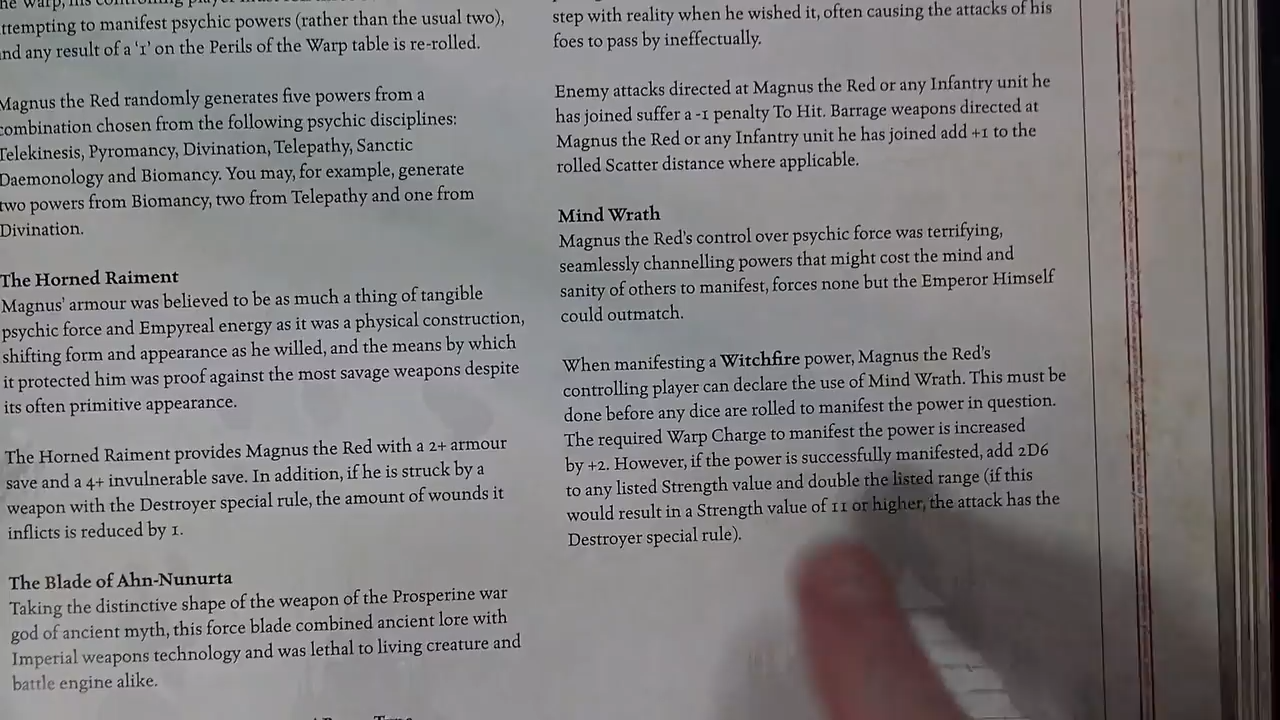 attempting to manifest psychic powers (rather than the usual two),
and any result of a '1' on the Perils of the Warp table is re-rolled.
Magnus the Red randomly generates five powers from a
combination chosen from the following psychic disciplines:
Telekinesis, Pyromancy, Divination, Telepathy, Sanctic
Daemonology and Biomancy. You may, for example, generate
two powers from Biomancy, two from Telepathy and one from
Divination.
The Horned Raiment
Magnus' armour was believed to be as much a thing of tangible
psychic force and Empyreal energy as it was a physical construction,
shifting form and appearance as he willed, and the means by which
it protected him was proof against the most savage weapons despite
its often primitive appearance.
The Horned Raiment provides Magnus the Red with a 2+ armour
save and a 4+ invulnerable save. In addition, if he is struck by a
weapon with the Destroyer special rule, the amount of wounds it
inflicts is reduced by 1.
The Blade of Ahn-Nunurta
Taking the distinctive shape of the weapon of the Prosperine war
god of ancient myth, this force blade combined ancient lore with
Imperial weapons technology and was lethal to living creature and
battle engine alike.
step with reality when he wished it, often causing the attacks of his
foes to pass by ineffectually.
Enemy attacks directed at Magnus the Red or any Infantry unit he
has joined suffer a -1 penalty To Hit. Barrage weapons directed at
Magnus the Red or any Infantry unit he has joined add +1 to the
rolled Scatter distance where applicable.
Mind Wrath
Magnus the Red's control over psychic force was terrifying,
seamlessly channelling powers that might cost the mind and
sanity of others to manifest, forces none but the Emperor Himself
could outmatch.
When manifesting a Witchfire power, Magnus the Red's
controlling player can declare the use of Mind Wrath. This must be
done before any dice are rolled to manifest the power in question.
The required Warp Charge to manifest the power is increased
by +2. However, if the power is successfully manifested, add 2D6
to any listed Strength value and double the listed range (if this
would result in a Strength value of 11 or higher, the attack has the
Destroyer special rule).